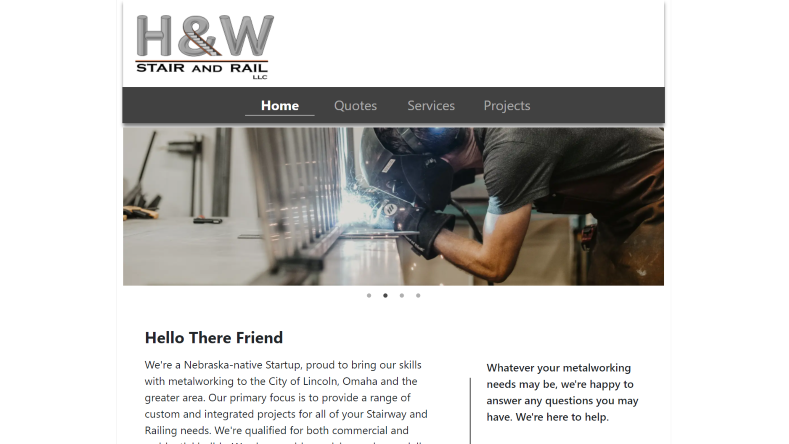 H&W
STAIR AND RAIL
LLC
Home Quotes Services Projects
Hello There Friend
We're a Nebraska-native Startup, proud to bring our skills
with metalworking to the City of Lincoln, Omaha and the
greater area. Our primary focus is to provide a range of
custom and integrated projects for all of your Stairway and
Railing needs. We're qualified for both commercial and
Whatever your metalworking
needs may be, we're happy to
answer any questions you may
have. We're here to help.